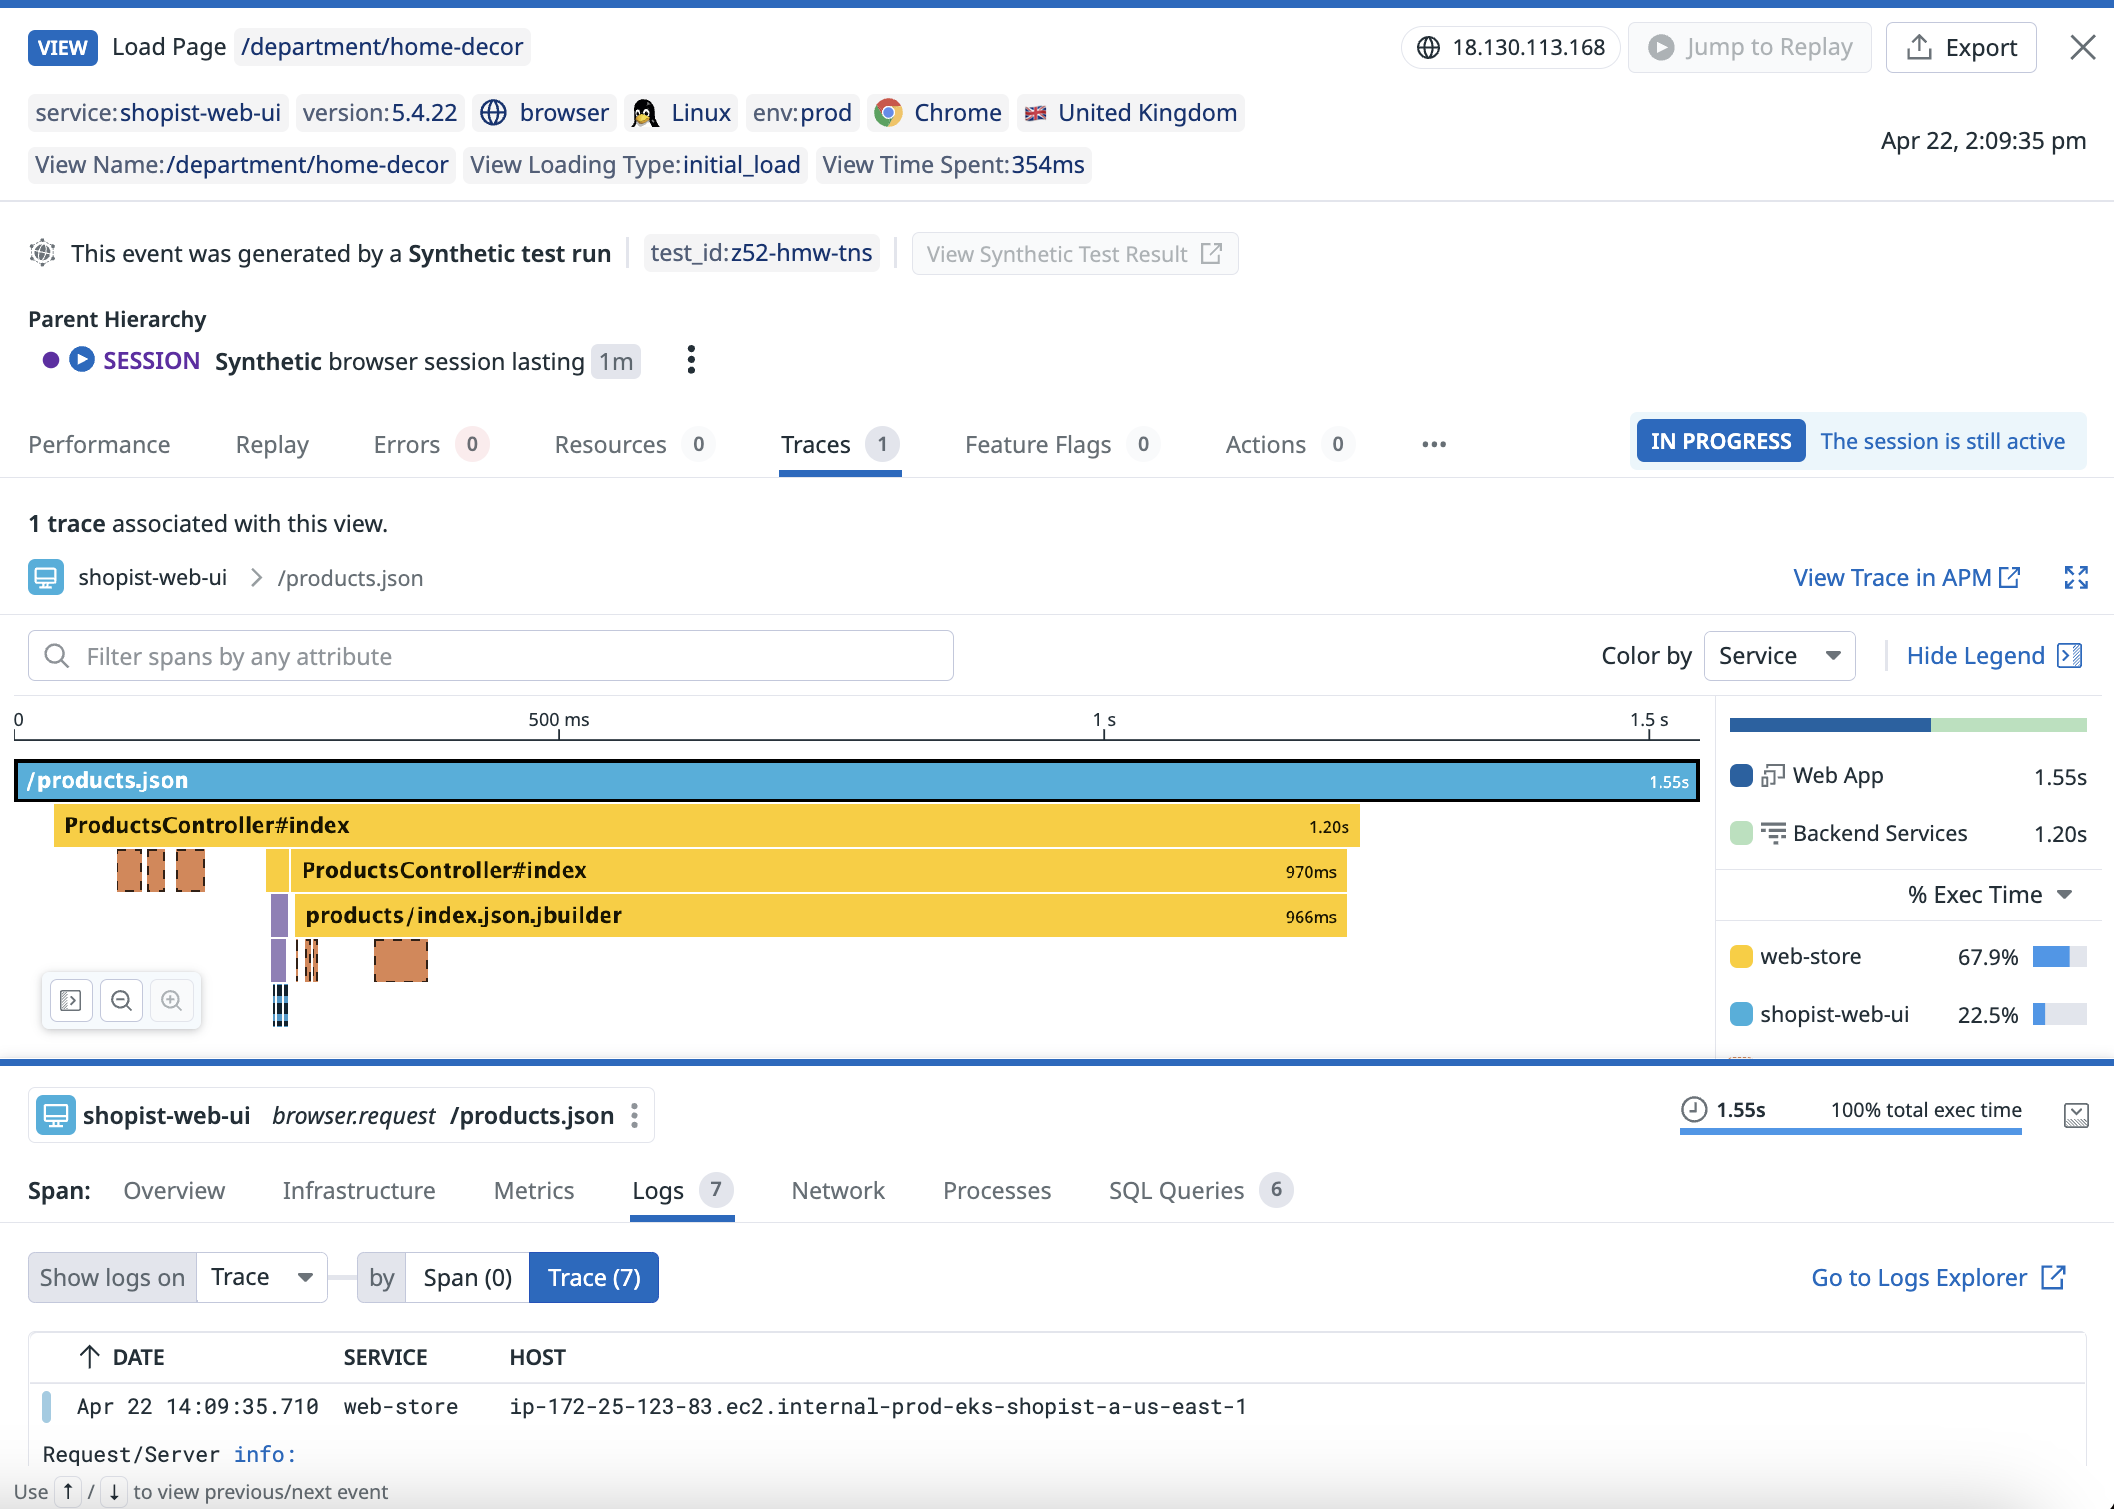 VIEW Load Page /department/home-decor 18.130.113.168 Jump to Replay Export
service:shopist-web-ui version:5.4.22 browser Linux env:prod Chrome United Kingdom
Apr 22, 2:09:35 pm
View Name:/department/home-decor View Loading Type:initial_load View Time Spent:354ms
This event was generated by a Synthetic test run test_id:z52-hmw-tns View Synthetic Test Result
Parent Hierarchy
SESSION Synthetic browser session lasting 1m
Performance Replay Errors 0 Resources 0 Traces 1 Feature Flags 0 Actions 0 IN PROGRESS The session is still active
1 trace associated with this view.
shopist-web-ui /products.json View Trace in APM
Filter spans by any attribute Color by Service Hide Legend
0 500 ms 1 s 1.5 s
/products.json 1.55s
Web App 1.55s
ProductsController#index 1.20s
Backend Services 1.20s
ProductsController#index 970ms
% Exec Time
products/index.json.jbuilder 966ms
web-store 67.9%
shopist-web-ui 22.5%
shopist-web-ui browser.request /products.json 1.55s 100% total exec time
Span: Overview Infrastructure Metrics Logs 7 Network Processes SQL Queries 6
Show logs on Trace by Span (0) Trace (7) Go to Logs Explorer
↑ DATE SERVICE HOST
Apr 22 14:09:35.710 web-store ip-172-25-123-83.ec2.internal-prod-eks-shopist-a-us-east-1
Request/Server info:
Use ↑ / ↓ to view previous/next event